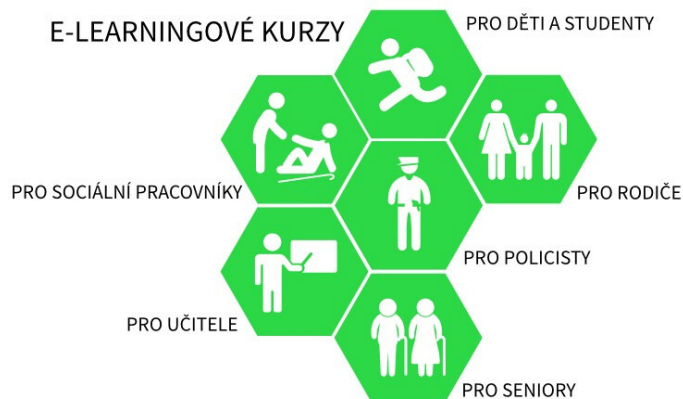 E-LEARNINGOVÉ KURZY
PRO DĚTI A STUDENTY
PRO SOCIÁLNÍ PRACOVNÍKY
PRO RODIČE
PRO POLICISTY
PRO UČITELE
PRO SENIORY